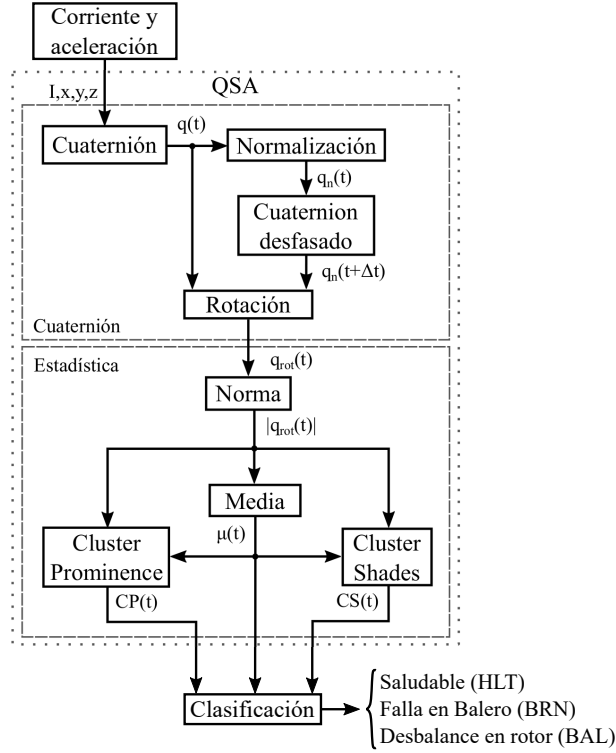 Corriente y
aceleración
I,x,y,z
QSA
q(t)
Cuaternión
Normalización
qn(t)
Cuaternion
desfasado
qn(t+Δt)
Rotación
Cuaternión
Estadística
qrot(t)
Norma
|qrot(t)|
Media
μ(t)
Cluster
Prominence
Cluster
Shades
CP(t)
CS(t)
Clasificación
Saludable (HLT)
Falla en Balero (BRN)
Desbalance en rotor (BAL)